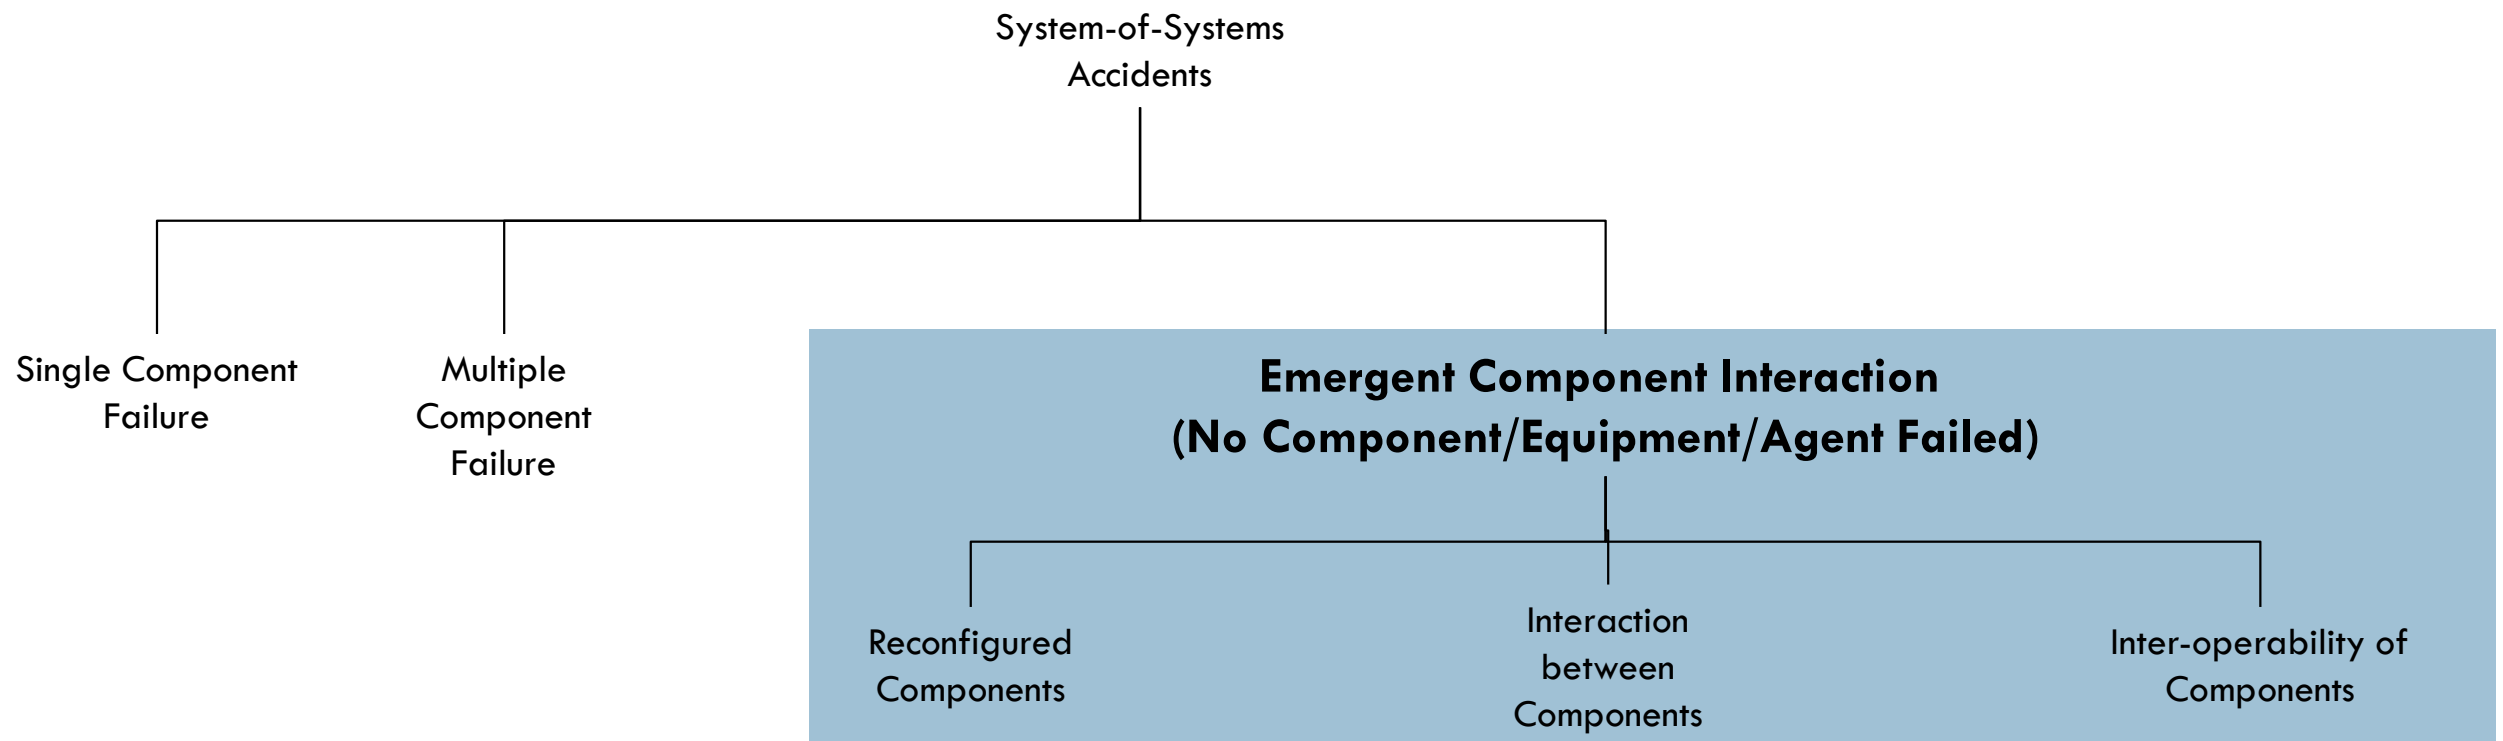 System-of-Systems
Accidents
Single Component
Failure
Multiple
Component
Failure
Emergent Component Interaction
(No Component/Equipment/Agent Failed)
Reconfigured
Components
Interaction
between
Components
Inter-operability of
Components